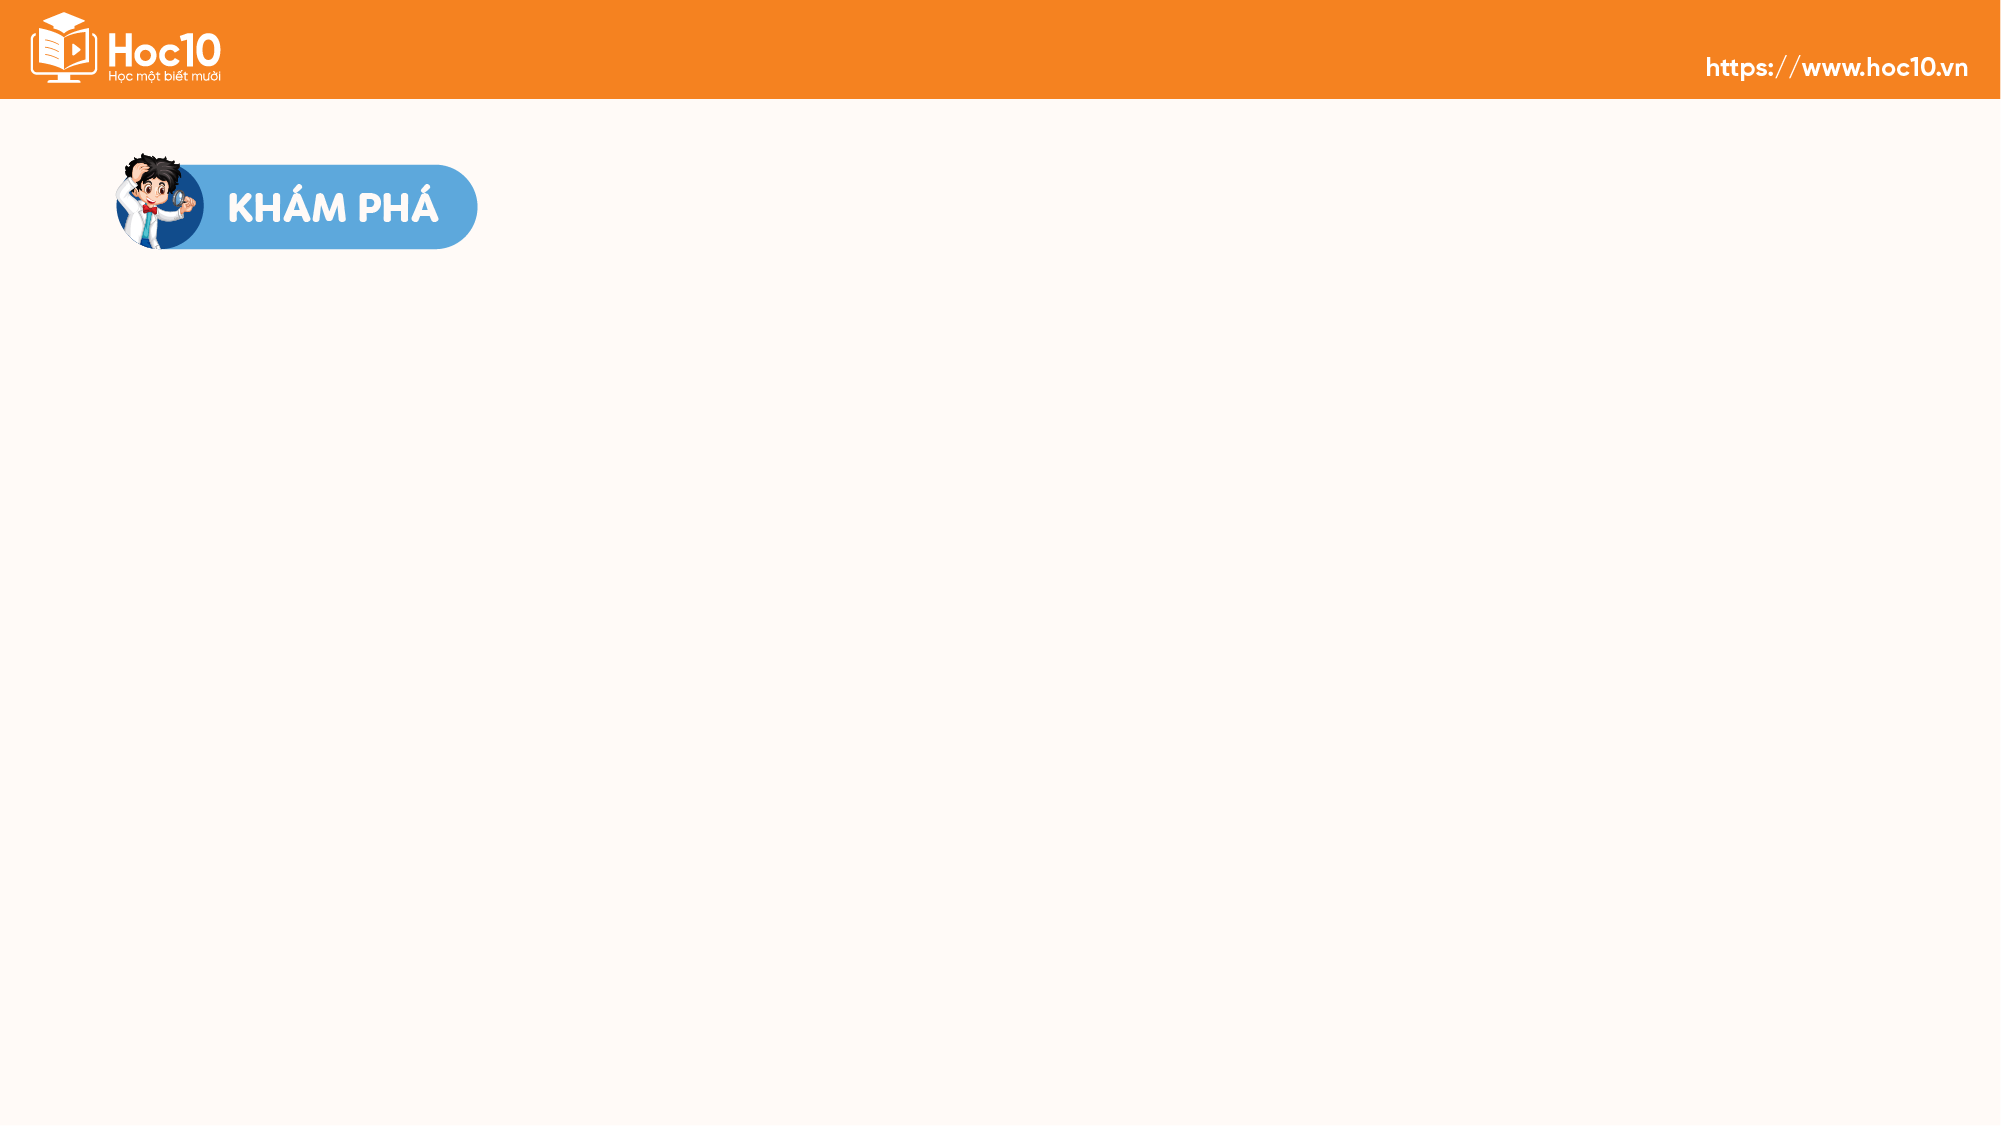 Hoc10
Học một biết mười
https://www.hoc10.vn
KHÁM PHÁ